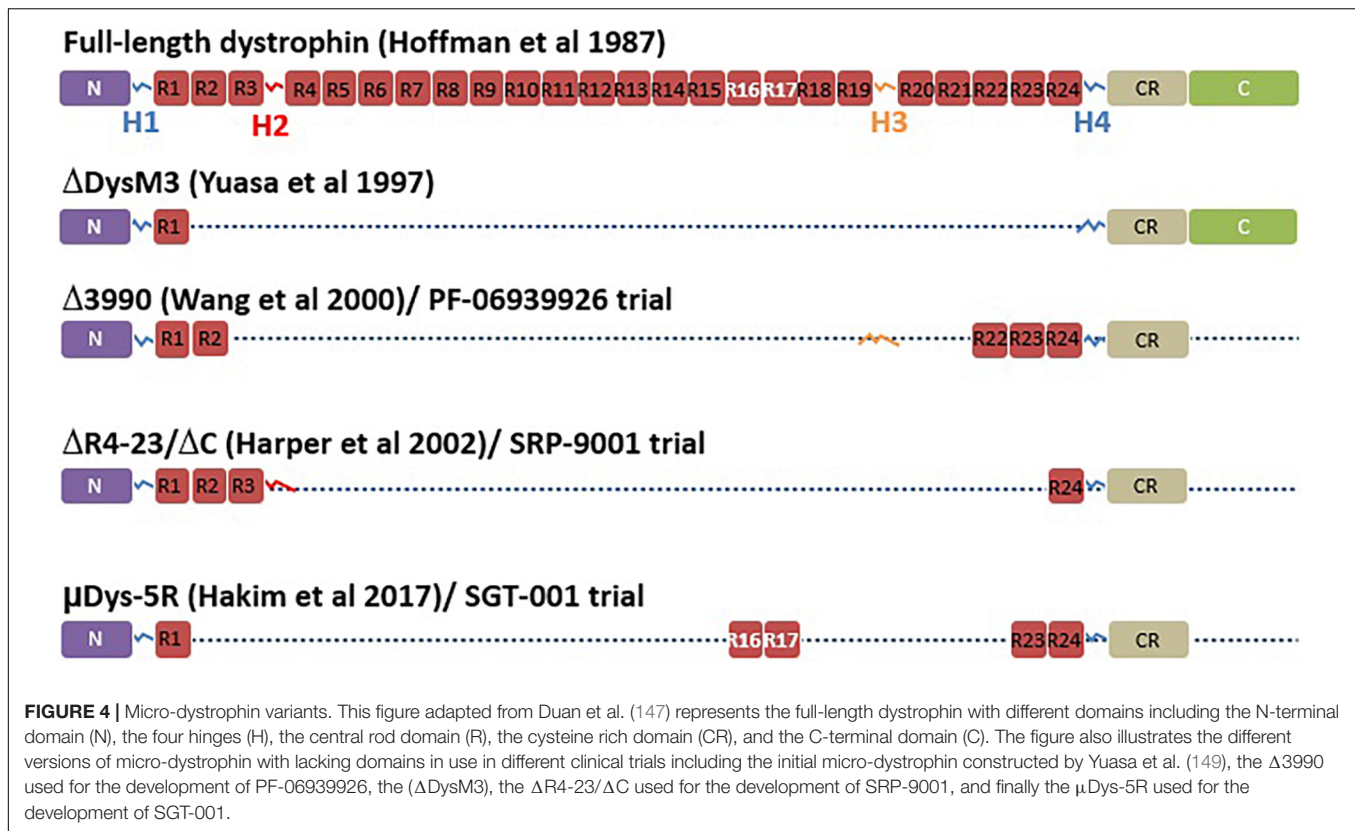 Full-length dystrophin (Hoffman et al 1987)
N R1 R2 R3 R4 R5 R6 R7 R8 R9 R10 R11 R12 R13 R14 R15 R16 R17 R18 R19 R20 R21 R22 R23 R24 CR C
H1 H2 H3 H4
ΔDysM3 (Yuasa et al 1997)
N R1 CR C
Δ3990 (Wang et al 2000)/ PF-06939926 trial
N R1 R2 R22 R23 R24 CR
ΔR4-23/ΔC (Harper et al 2002)/ SRP-9001 trial
N R1 R2 R3 R24 CR
μDys-5R (Hakim et al 2017)/ SGT-001 trial
N R1 R16 R17 R23 R24 CR
FIGURE 4 | Micro-dystrophin variants. This figure adapted from Duan et al. (147) represents the full-length dystrophin with different domains including the N-terminal
domain (N), the four hinges (H), the central rod domain (R), the cysteine rich domain (CR), and the C-terminal domain (C). The figure also illustrates the different
versions of micro-dystrophin with lacking domains in use in different clinical trials including the initial micro-dystrophin constructed by Yuasa et al. (149), the Δ3990
used for the development of PF-06939926, the (ΔDysM3), the ΔR4-23/ΔC used for the development of SRP-9001, and finally the μDys-5R used for the
development of SGT-001.